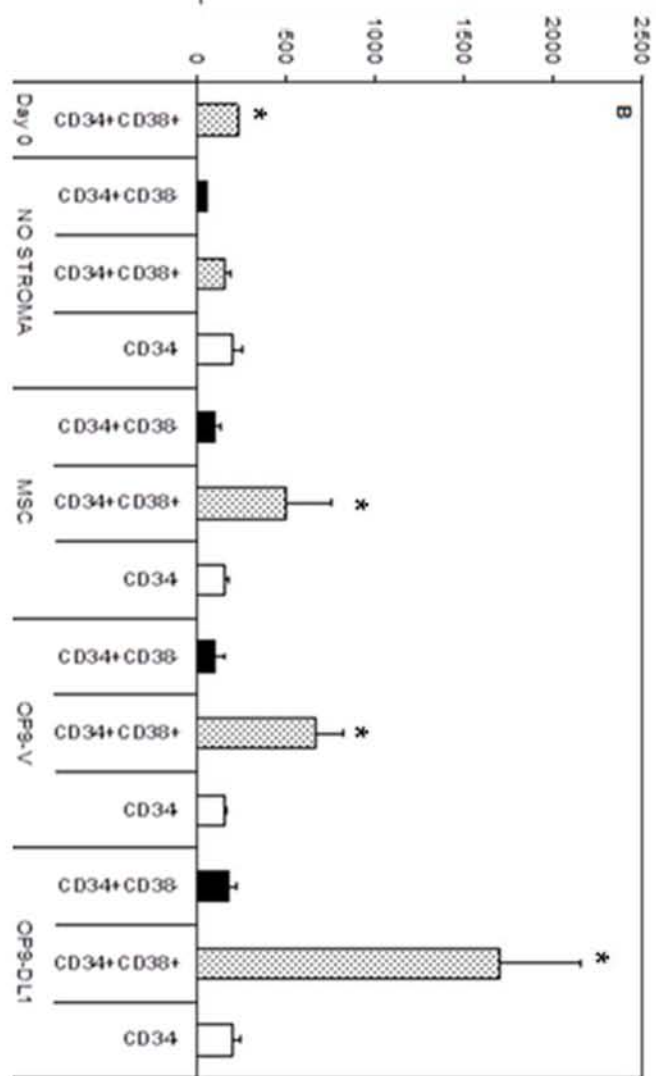 B
2500
2000
1500
1000
500
0
CD34+CD38+
CD34+CD38-
CD34+CD38+
CD34
CD34+CD38-
CD34+CD38+
CD34
CD34+CD38-
CD34+CD38+
CD34
CD34+CD38-
CD34+CD38+
CD34
Day 0
NO STROMA
MSC
OP9-V
OP9-DL1
*
*
*
*